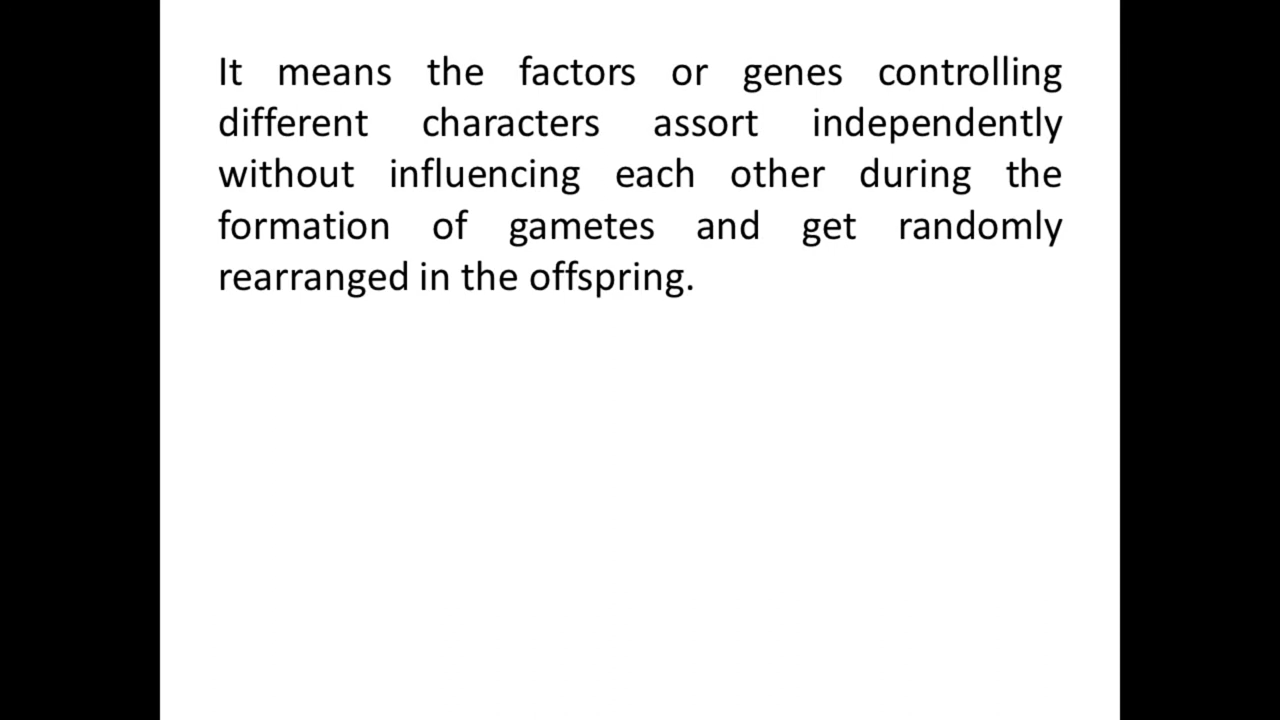 It means the factors or genes controlling
different characters assort independently
without influencing each other during the
formation of gametes and get randomly
rearranged in the offspring.